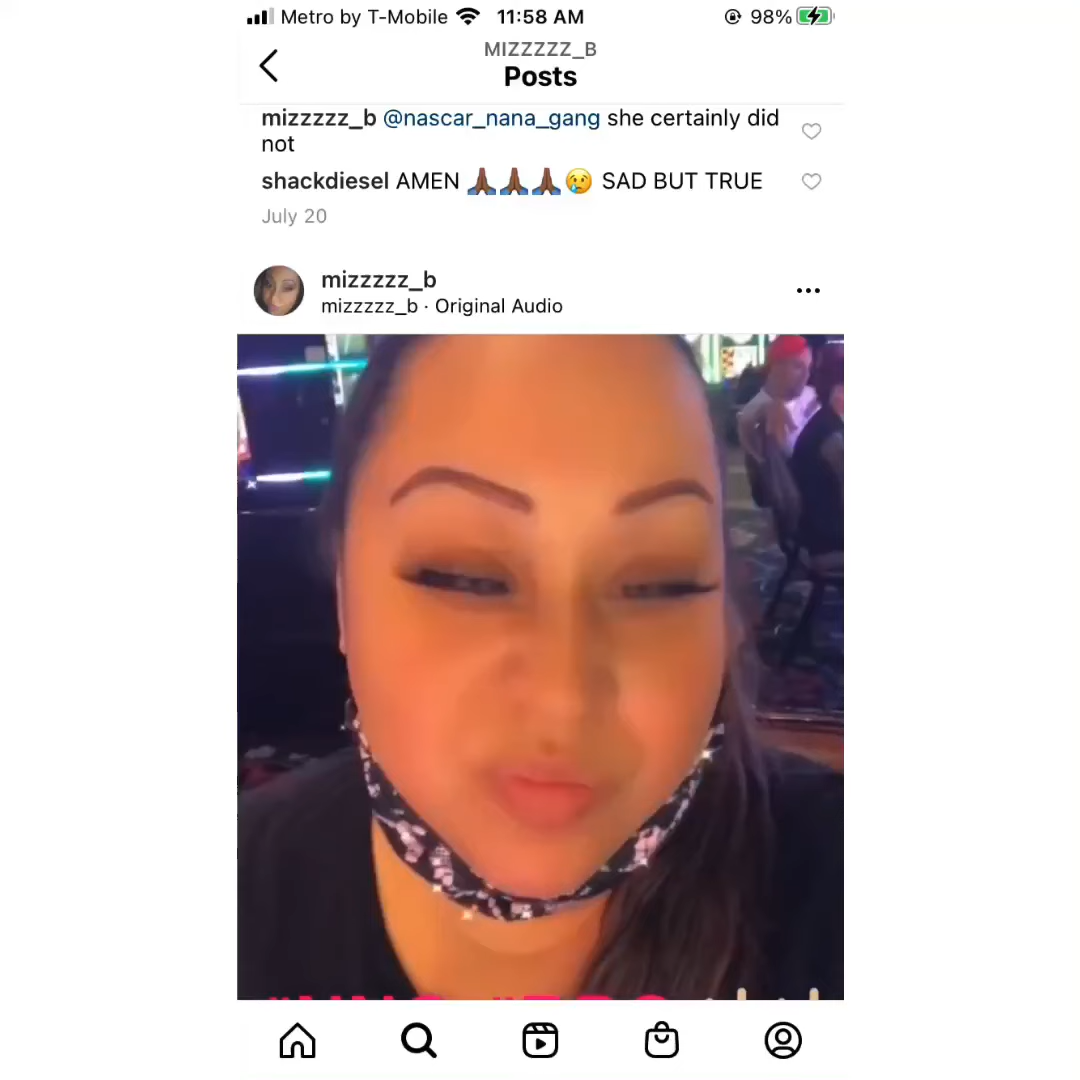 Metro by T-Mobile 11:58 AM 98%
MIZZZZZ_B
Posts
mizzzzz_b @nascar_nana_gang she certainly did
not
shackdiesel AMEN 🙏🏾🙏🏾🙏🏾😢 SAD BUT TRUE
July 20
mizzzzz_b
mizzzzz_b · Original Audio